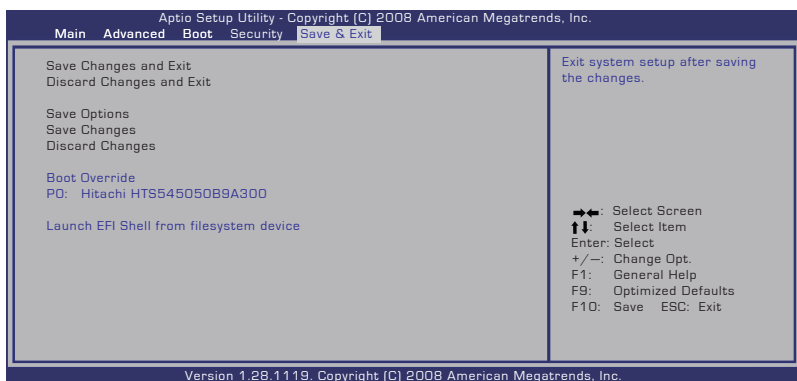 Aptio Setup Utility - Copyright (C) 2008 American Megatrends, Inc.
Main Advanced Boot Security Save & Exit
Save Changes and Exit
Discard Changes and Exit
Save Options
Save Changes
Discard Changes
Boot Override
P0: Hitachi HTS545050B9A300
Launch EFI Shell from filesystem device
Exit system setup after saving
the changes.
→←: Select Screen
↑↓: Select Item
Enter: Select
+/—: Change Opt.
F1: General Help
F9: Optimized Defaults
F10: Save ESC: Exit
Version 1.28.1119. Copyright (C) 2008 American Megatrends, Inc.